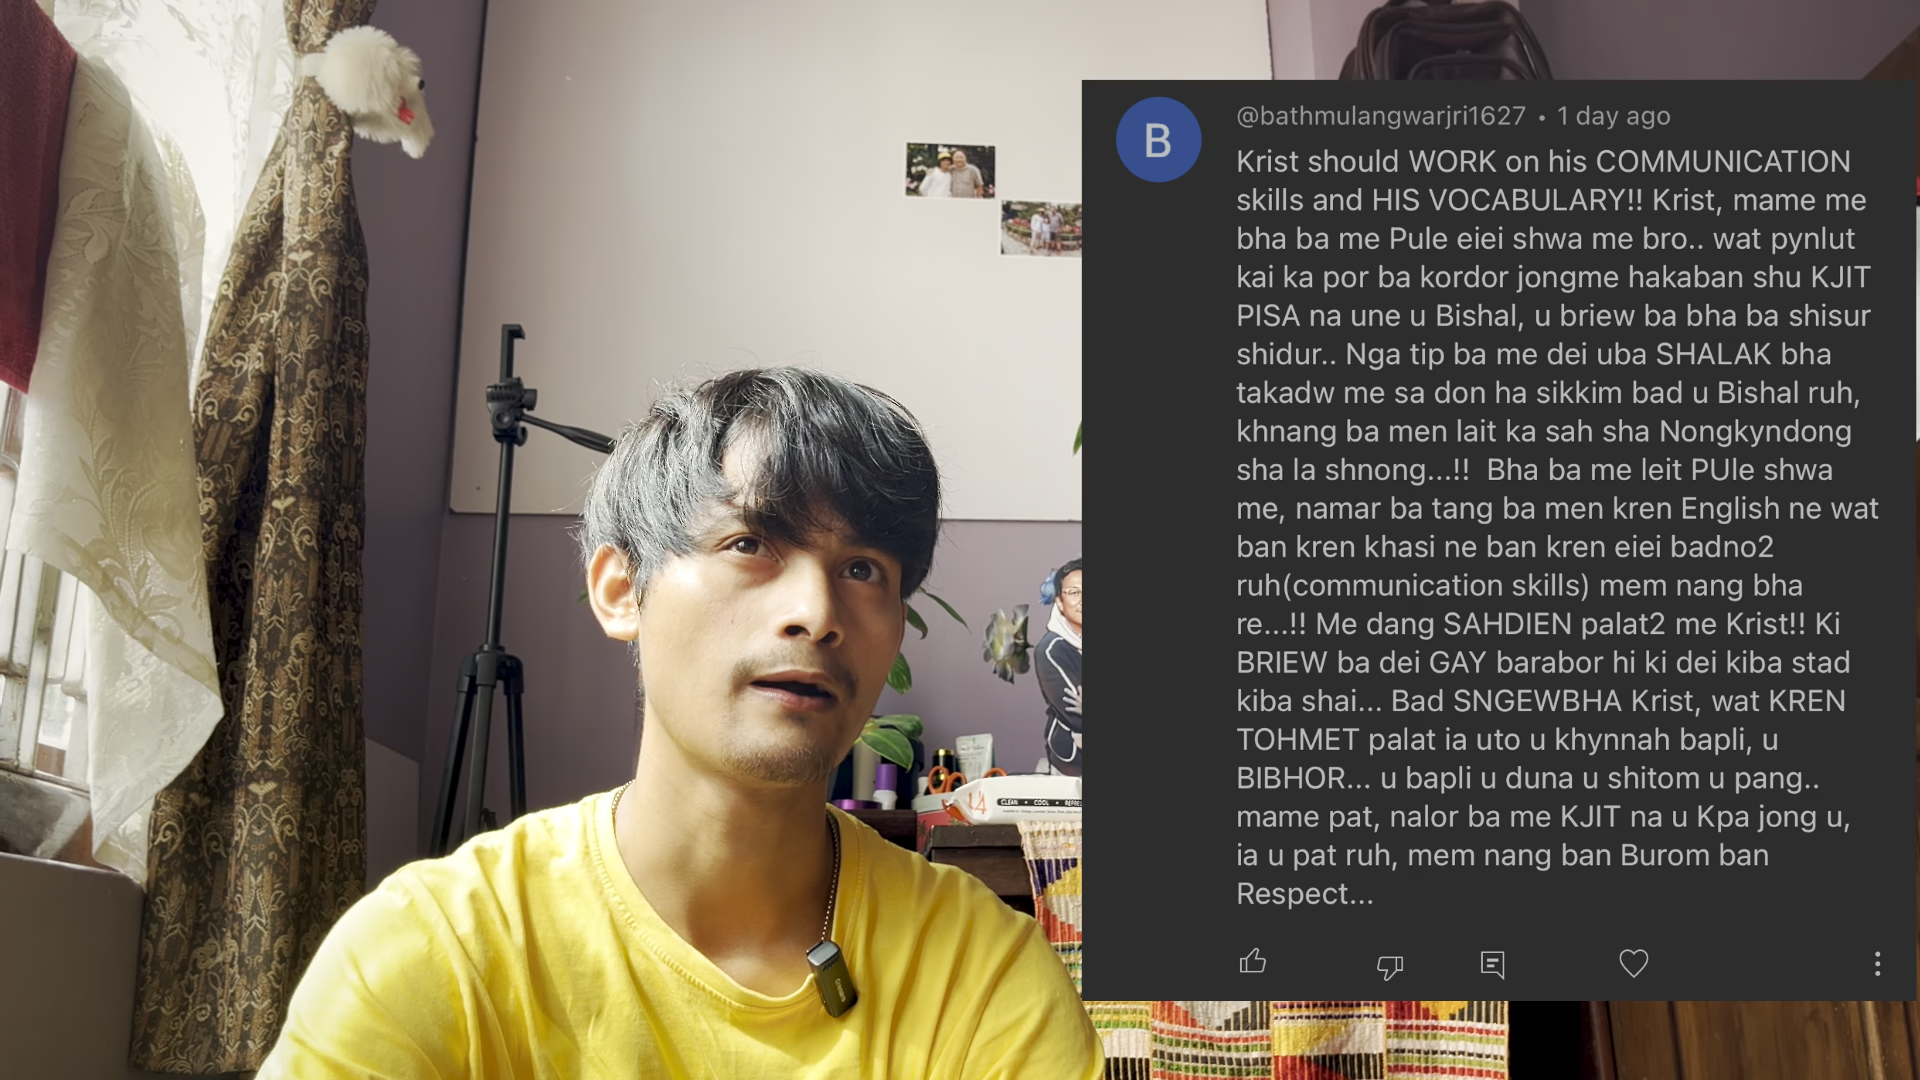 B
@bathmulangwarjri1627 • 1 day ago
Krist should WORK on his COMMUNICATION
skills and HIS VOCABULARY!! Krist, mame me
bha ba me Pule eiei shwa me bro.. wat pynlut
kai ka por ba kordor jongme hakaban shu KJIT
PISA na une u Bishal, u briew ba bha ba shisur
shidur.. Nga tip ba me dei uba SHALAK bha
takadw me sa don ha sikkim bad u Bishal ruh,
khnang ba men lait ka sah sha Nongkyndong
sha la shnong...!!  Bha ba me leit PUle shwa
me, namar ba tang ba men kren English ne wat
ban kren khasi ne ban kren eiei badno2
ruh(communication skills) mem nang bha
re...!! Me dang SAHDIEN palat2 me Krist!! Ki
BRIEW ba dei GAY barabor hi ki dei kiba stad
kiba shai... Bad SNGEWBHA Krist, wat KREN
TOHMET palat ia uto u khynnah bapli, u
BIBHOR... u bapli u duna u shitom u pang..
mame pat, nalor ba me KJIT na u Kpa jong u,
ia u pat ruh, mem nang ban Burom ban
Respect...
CLEAN • COOL •